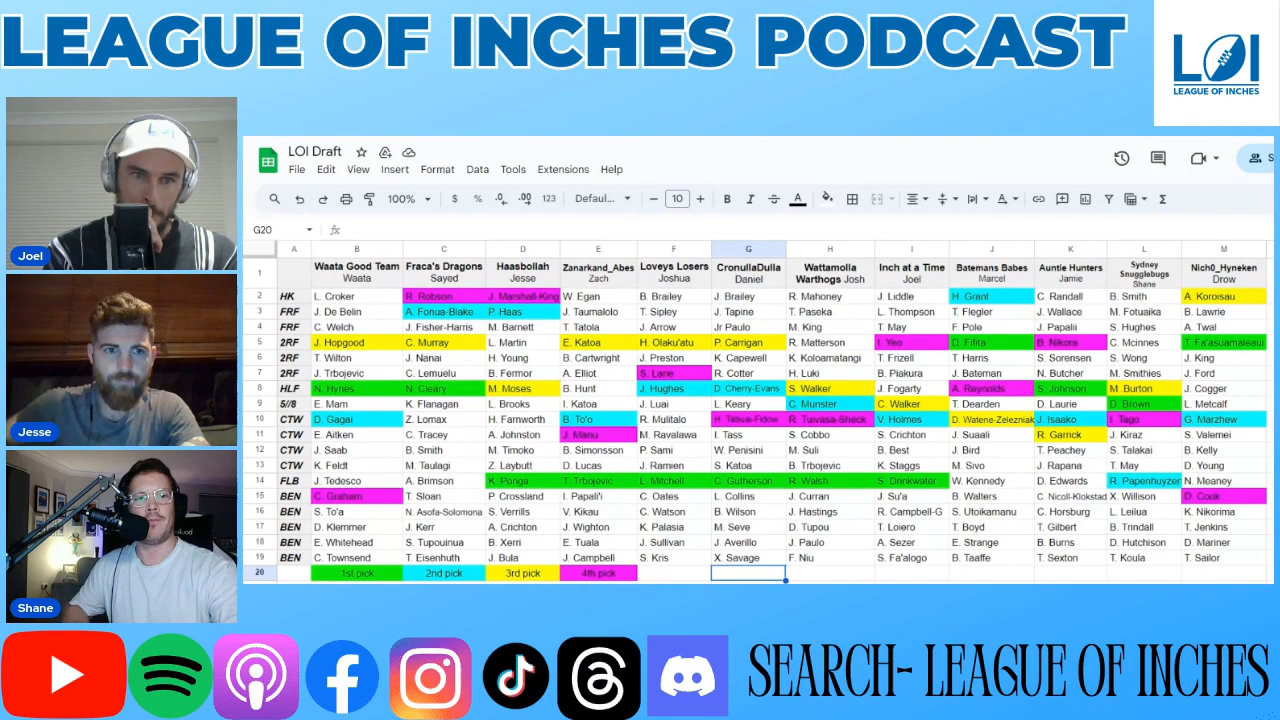 LEAGUE OF INCHES PODCAST
LOI
LEAGUE OF INCHES
Joel
Jesse
Shane
LOI Draft
File Edit View Insert Format Data Tools Extensions Help
100% $ % .0 .00 123 Defaul... 10 B I A
G20 fx
A B C D E F G H I J K L M
1 Waata Good Team Fraca's Dragons Haasbollah Zanarkand_Abes Loveys Losers CronullaDulla Wattamolla Warthogs Josh Inch at a Time Batemans Babes Auntie Hunters Sydney Snugglebugs Nich0_Hyneken
Waata Sayed Jesse Zach Joshua Daniel Joel Marcel Jamie Shane Drow
2 HK L. Croker R. Robson J. Marshall-King W. Egan B. Brailey J. Brailey R. Mahoney J. Liddle H. Grant C. Randall B. Smith A. Koroisau
3 FRF J. De Belin A. Fonua-Blake P. Haas J. Taumalolo T. Sipley J. Tapine T. Paseka L. Thompson T. Flegler J. Wallace M. Fotuaika B. Lawrie
4 FRF C. Welch J. Fisher-Harris M. Barnett T. Tatola J. Arrow Jr Paulo M. King T. May F. Pole J. Papalii S. Hughes A. Twal
5 2RF J. Hopgood C. Murray L. Martin E. Katoa H. Olaku'atu P. Carrigan R. Matterson I. Yeo D. Fifita B. Nikora C. Mcinnes T. Fa'asuamaleaui
6 2RF T. Wilton J. Nanai H. Young B. Cartwright J. Preston K. Capewell K. Koloamatangi T. Frizell T. Harris S. Sorensen S. Wong J. King
7 2RF J. Trbojevic C. Lemuelu B. Fermor A. Elliot S. Lane R. Cotter H. Luki B. Piakura J. Bateman N. Butcher M. Smithies J. Ford
8 HLF N. Hynes N. Cleary M. Moses B. Hunt J. Hughes D. Cherry-Evans S. Walker J. Fogarty A. Reynolds S. Johnson M. Burton J. Cogger
9 5//8 E. Mam K. Flanagan L. Brooks I. Katoa J. Luai L. Keary C. Munster C. Walker T. Dearden D. Laurie D. Brown L. Metcalf
10 CTW D. Gagai Z. Lomax H. Farnworth B. To'o R. Mulitalo H. Tabuai-Fidow R. Tuivasa-Sheck V. Holmes D. Watene-Zelezniak J. Isaako I. Tago G. Marzhew
11 CTW E. Aitken C. Tracey A. Johnston J. Manu M. Ravalawa I. Tass S. Cobbo S. Crichton J. Suaali R. Garrick J. Kiraz S. Valemei
12 CTW J. Saab B. Smith M. Timoko B. Simonsson P. Sami W. Penisini M. Suli B. Best J. Bird T. Peachey S. Talakai B. Kelly
13 CTW K. Feldt M. Taulagi Z. Laybutt D. Lucas J. Ramien S. Katoa B. Trbojevic K. Staggs M. Sivo J. Rapana T. May D. Young
14 FLB J. Tedesco A. Brimson K. Ponga T. Trbojevic L. Mitchell C. Gutherson R. Walsh S. Drinkwater W. Kennedy D. Edwards R. Papenhuyzen N. Meaney
15 BEN C. Graham T. Sloan P. Crossland I. Papali'i C. Oates L. Collins J. Curran J. Su'a B. Walters C. Nicoll-Klokstad X. Willison D. Cook
16 BEN S. To'a N. Asofa-Solomona S. Verrills V. Kikau C. Watson B. Wilson J. Hastings R. Campbell-G S. Utoikamanu C. Horsburg L. Leilua K. Nikorima
17 BEN D. Klemmer J. Kerr A. Crichton J. Wighton K. Palasia M. Seve D. Tupou T. Loiero T. Boyd T. Gilbert B. Trindall T. Jenkins
18 BEN E. Whitehead S. Tupouinua B. Xerri E. Tuala J. Sullivan J. Averillo J. Paulo A. Sezer E. Strange B. Burns D. Hutchison D. Mariner
19 BEN C. Townsend T. Eisenhuth J. Bula J. Campbell S. Kris X. Savage F. Niu S. Fa'alogo B. Taaffe T. Sexton T. Koula T. Sailor
20 1st pick 2nd pick 3rd pick 4th pick
SEARCH- LEAGUE OF INCHES